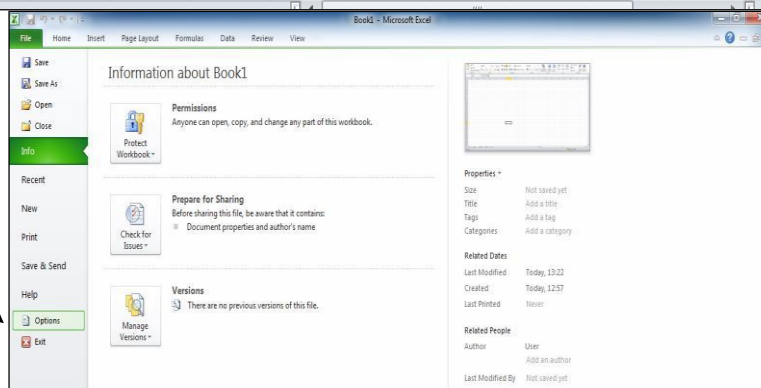 Book1 - Microsoft Excel
File Home Insert Page Layout Formulas Data Review View
Save
Save As
Open
Close
Info
Recent
New
Print
Save & Send
Help
Options
Exit
Information about Book1
Protect
Workbook
Permissions
Anyone can open, copy, and change any part of this workbook.
Check for
Issues
Prepare for Sharing
Before sharing this file, be aware that it contains:
Document properties and author's name
Manage
Versions
Versions
There are no previous versions of this file.
Properties
Size Not saved yet
Title Add a title
Tags Add a tag
Categories Add a category
Related Dates
Last Modified Today, 13:22
Created Today, 12:57
Last Printed Never
Related People
Author User
Add an author
Last Modified By Not saved yet